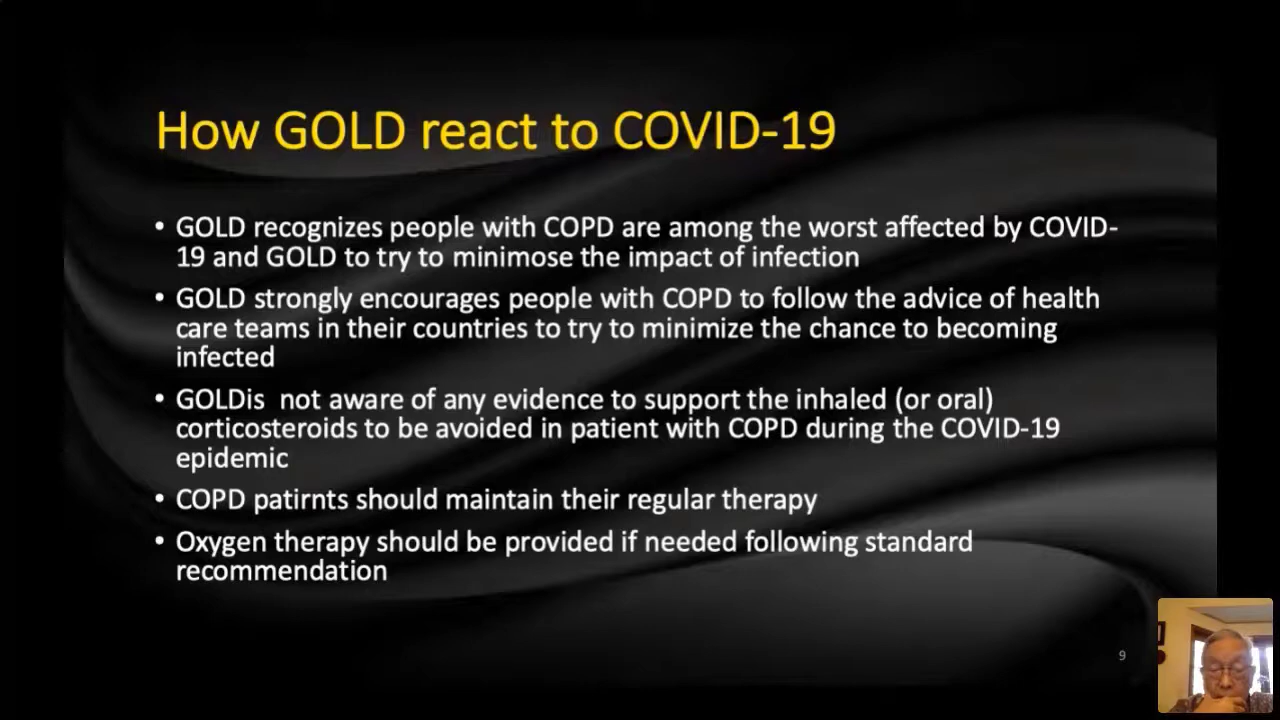 How GOLD react to COVID-19
• GOLD recognizes people with COPD are among the worst affected by COVID-
19 and GOLD to try to minimose the impact of infection
• GOLD strongly encourages people with COPD to follow the advice of health
care teams in their countries to try to minimize the chance to becoming
infected
• GOLDis  not aware of any evidence to support the inhaled (or oral)
corticosteroids to be avoided in patient with COPD during the COVID-19
epidemic
• COPD patirnts should maintain their regular therapy
• Oxygen therapy should be provided if needed following standard
recommendation
9